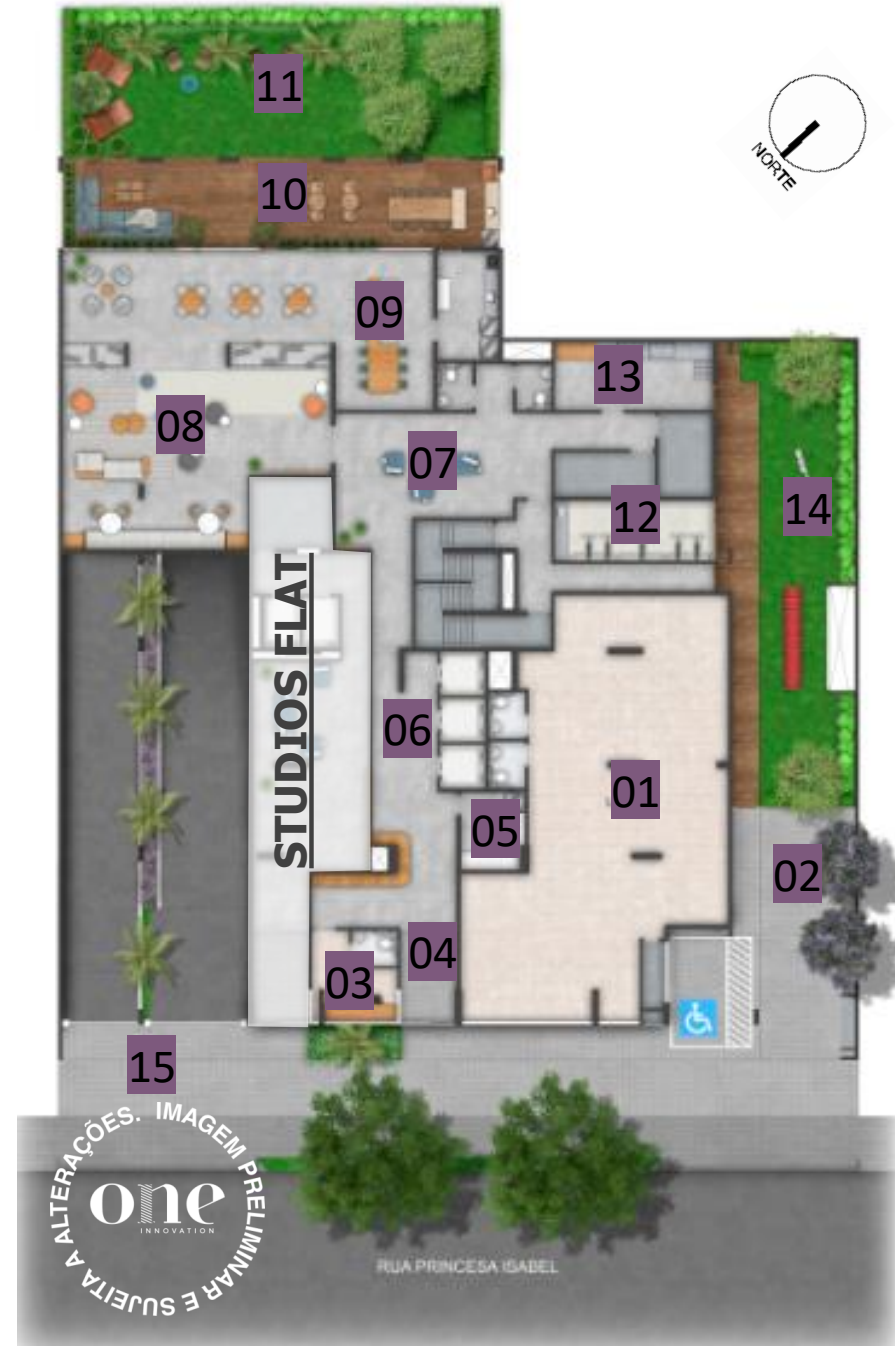 11
NORTE
10
09
13
08
07
12
14
STUDIOS FLAT
06
01
05
02
04
03
15
IMAGEM PRELIMINAR E SUJEITA A ALTERAÇÕES.
one
INNOVATION
RUA PRINCESA ISABEL